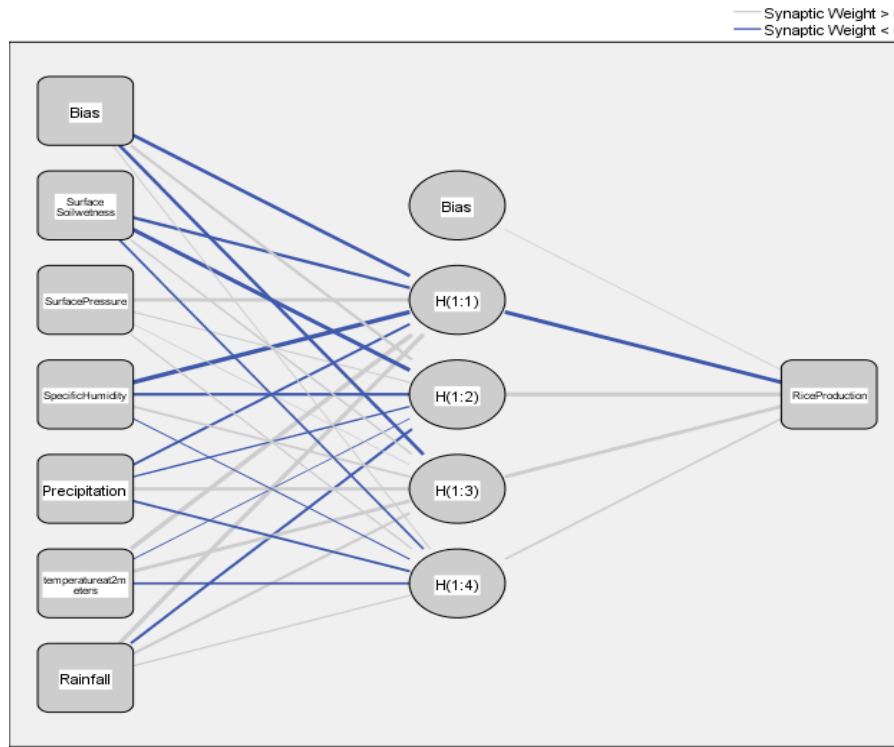 Synaptic Weight >
Synaptic Weight <
Bias
Surface
Soilwetness
SurfacePressure
SpecificHumidity
Precipitation
temperatureat2m
eters
Rainfall
Bias
H(1:1)
H(1:2)
H(1:3)
H(1:4)
RiceProduction